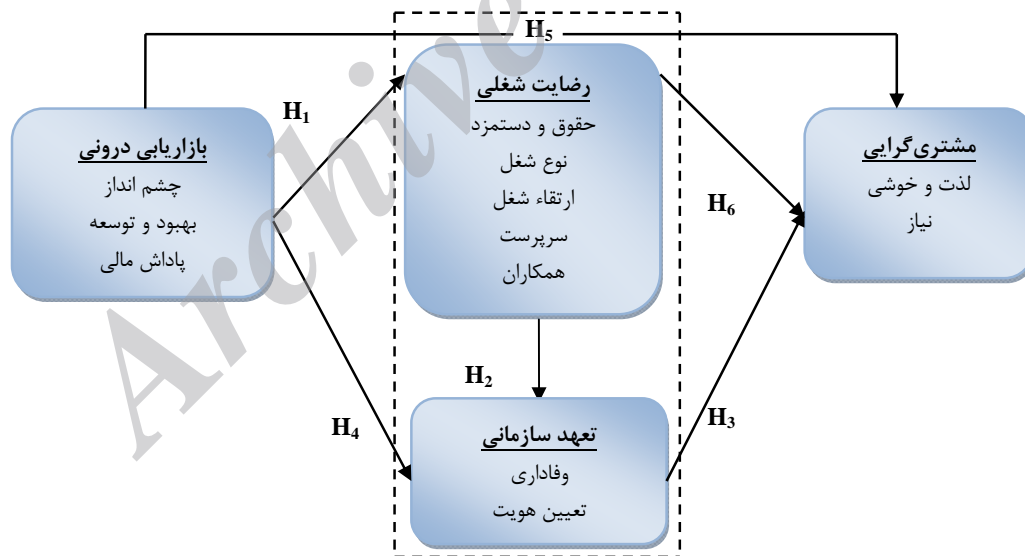 H5
رضایت شغلی
حقوق و دستمزد
نوع شغل
ارتقاء شغل
سرپرست
همکاران
بازاریابی درونی
چشم انداز
بهبود و توسعه
پاداش مالی
مشتری‌گرایی
لذت و خوشی
نیاز
H1
H6
H2
H4
H3
تعهد سازمانی
وفاداری
تعیین هویت
Archive